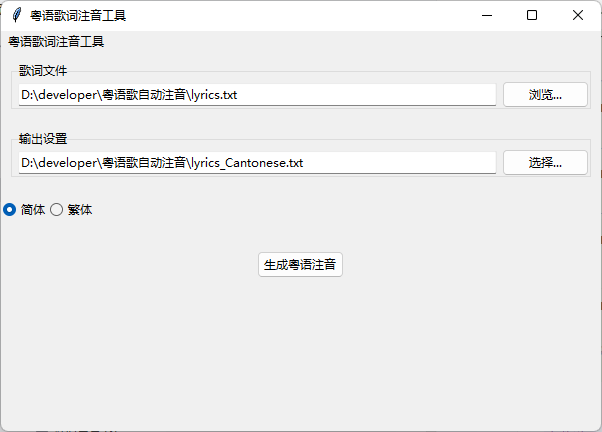 粤语歌词注音工具
粤语歌词注音工具
歌词文件
D:\developer\粤语歌自动注音\lyrics.txt
浏览...
输出设置
D:\developer\粤语歌自动注音\lyrics_Cantonese.txt
选择...
简体 繁体
生成粤语注音